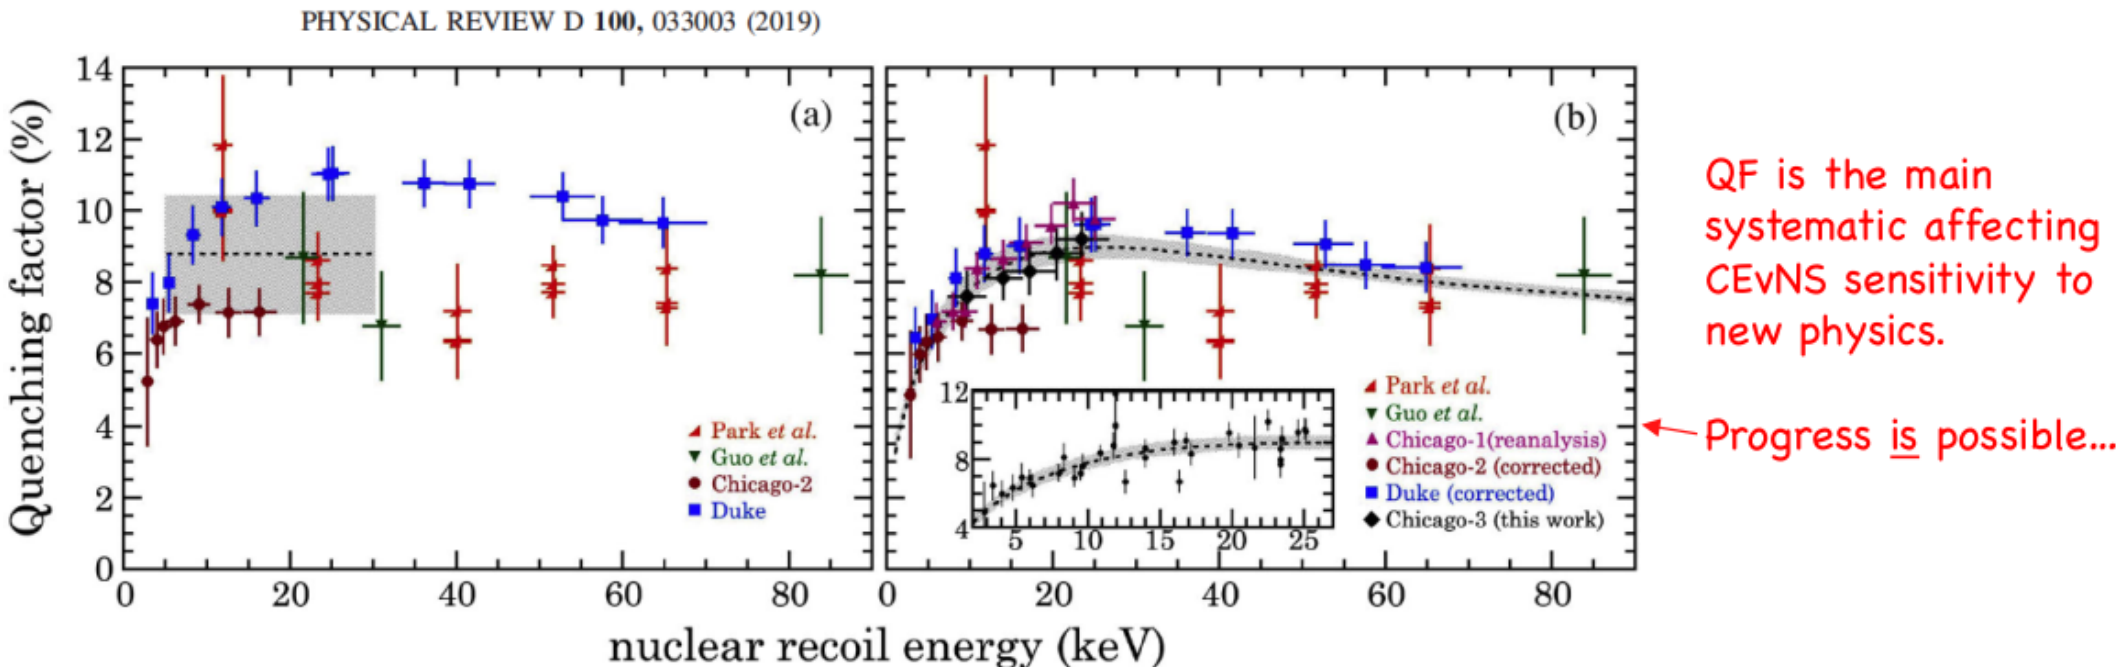 PHYSICAL REVIEW D 100, 033003 (2019)
Quenching factor (%)
14
12
10
8
6
4
2
0
(a)
Park et al.
Guo et al.
Chicago-2
Duke
0 20 40 60 80
(b)
12
8
4
5 10 15 20 25
Park et al.
Guo et al.
Chicago-1(reanalysis)
Chicago-2 (corrected)
Duke (corrected)
Chicago-3 (this work)
0 20 40 60 80
nuclear recoil energy (keV)
QF is the main
systematic affecting
CEvNS sensitivity to
new physics.
Progress is possible...